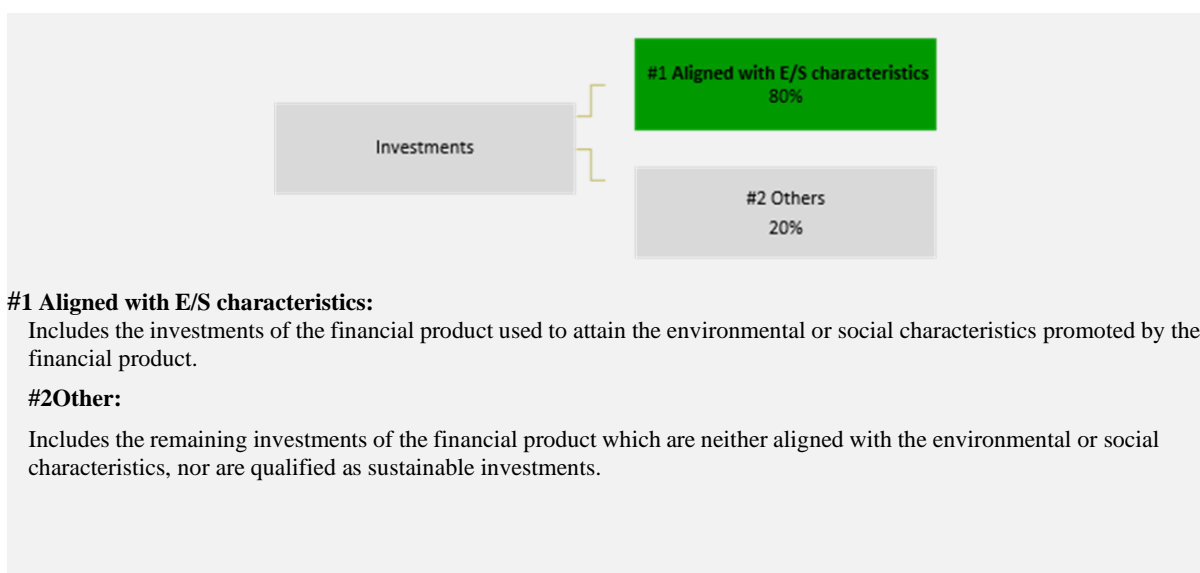 #1 Aligned with E/S characteristics
80%
Investments
#2 Others
20%
#1 Aligned with E/S characteristics:
Includes the investments of the financial product used to attain the environmental or social characteristics promoted by the
financial product.
#2Other:
Includes the remaining investments of the financial product which are neither aligned with the environmental or social
characteristics, nor are qualified as sustainable investments.